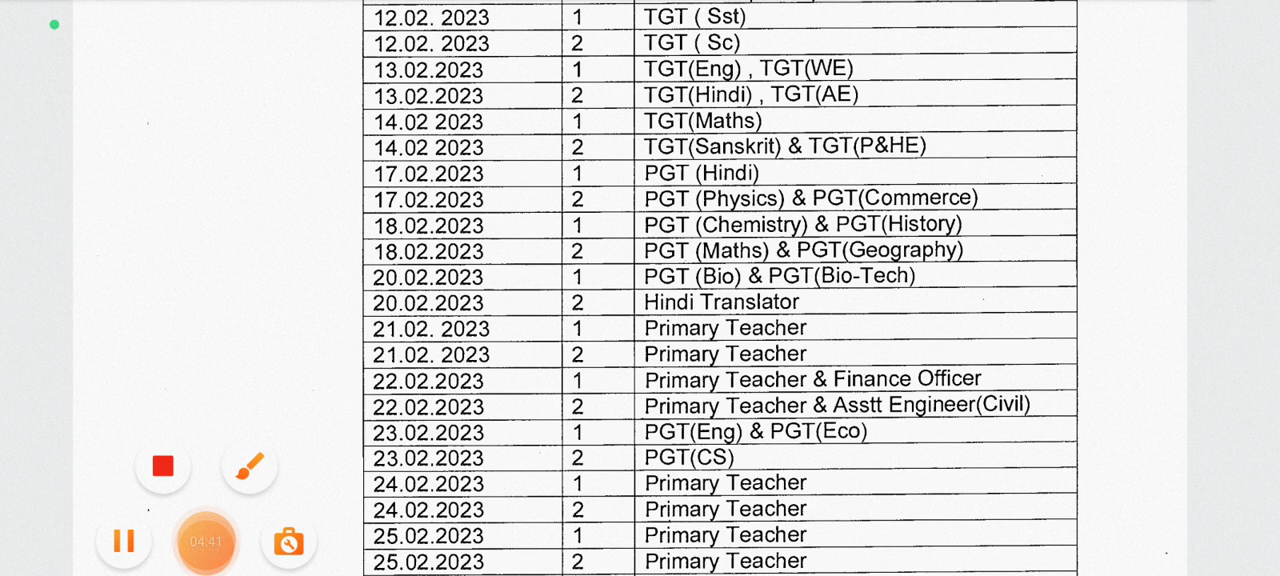 12.02. 2023 1 TGT ( Sst)
12.02. 2023 2 TGT ( Sc)
13.02.2023 1 TGT(Eng) , TGT(WE)
13.02.2023 2 TGT(Hindi) , TGT(AE)
14.02 2023 1 TGT(Maths)
14.02 2023 2 TGT(Sanskrit) & TGT(P&HE)
17.02.2023 1 PGT (Hindi)
17.02.2023 2 PGT (Physics) & PGT(Commerce)
18.02.2023 1 PGT (Chemistry) & PGT(History)
18.02.2023 2 PGT (Maths) & PGT(Geography)
20.02.2023 1 PGT (Bio) & PGT(Bio-Tech)
20.02.2023 2 Hindi Translator
21.02. 2023 1 Primary Teacher
21.02. 2023 2 Primary Teacher
22.02.2023 1 Primary Teacher & Finance Officer
22.02.2023 2 Primary Teacher & Asstt Engineer(Civil)
23.02.2023 1 PGT(Eng) & PGT(Eco)
23.02.2023 2 PGT(CS)
24.02.2023 1 Primary Teacher
24.02.2023 2 Primary Teacher
25.02.2023 1 Primary Teacher
25.02.2023 2 Primary Teacher
04:41